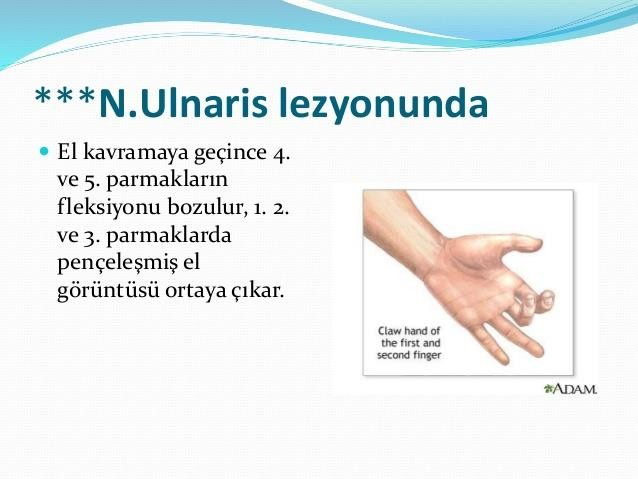 ***N.Ulnaris lezyonunda
El kavramaya geçince 4.
ve 5. parmakların
fleksiyonu bozulur, 1. 2.
ve 3. parmaklarda
pençeleşmiş el
görüntüsü ortaya çıkar.
Claw hand of
the first and
second finger
ADAM.